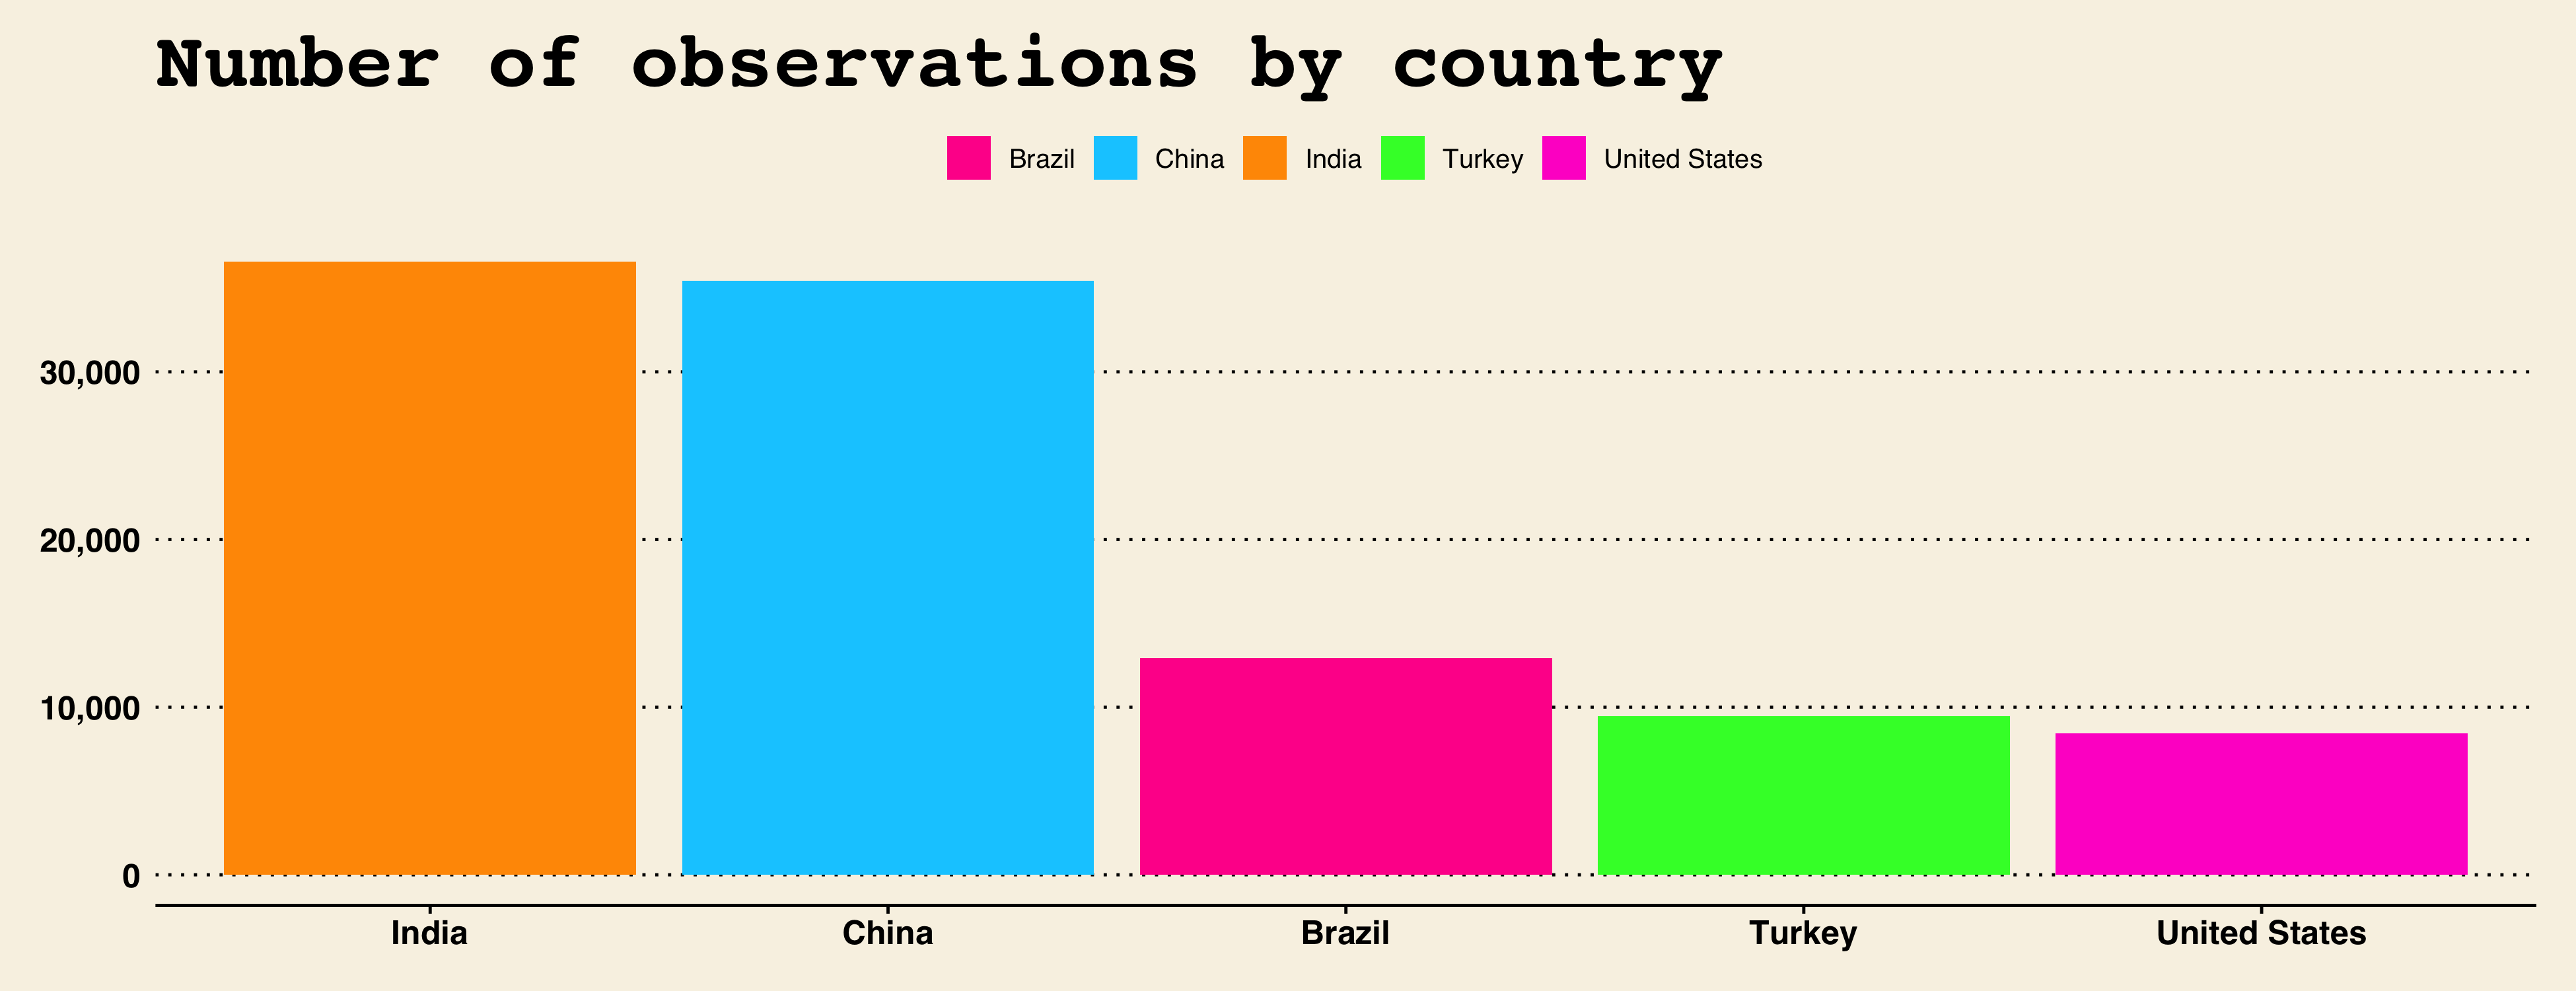 Number of observations by country
Brazil China India Turkey United States
30,000
20,000
10,000
0
India China Brazil Turkey United States